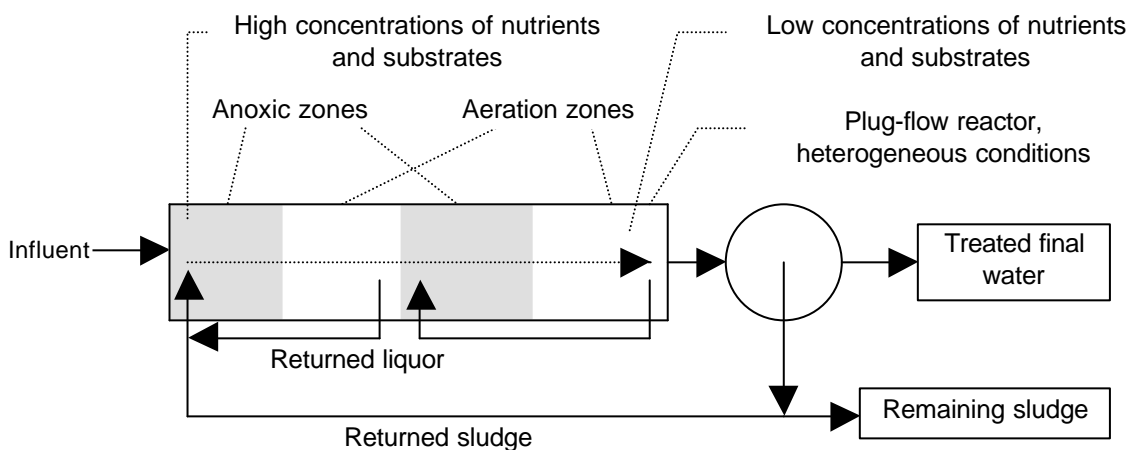 High concentrations of nutrients
and substrates
Low concentrations of nutrients
and substrates
Anoxic zones
Aeration zones
Plug-flow reactor,
heterogeneous conditions
Influent
Treated final
water
Returned liquor
Remaining sludge
Returned sludge